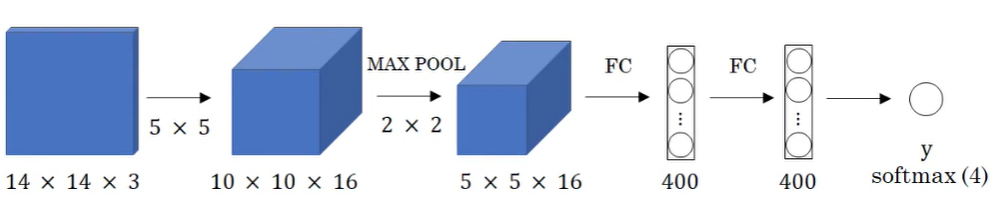 MAX POOL
FC
FC
5 × 5
2 × 2
⋮
⋮
y
14 × 14 × 3
10 × 10 × 16
5 × 5 × 16
400
400
softmax (4)